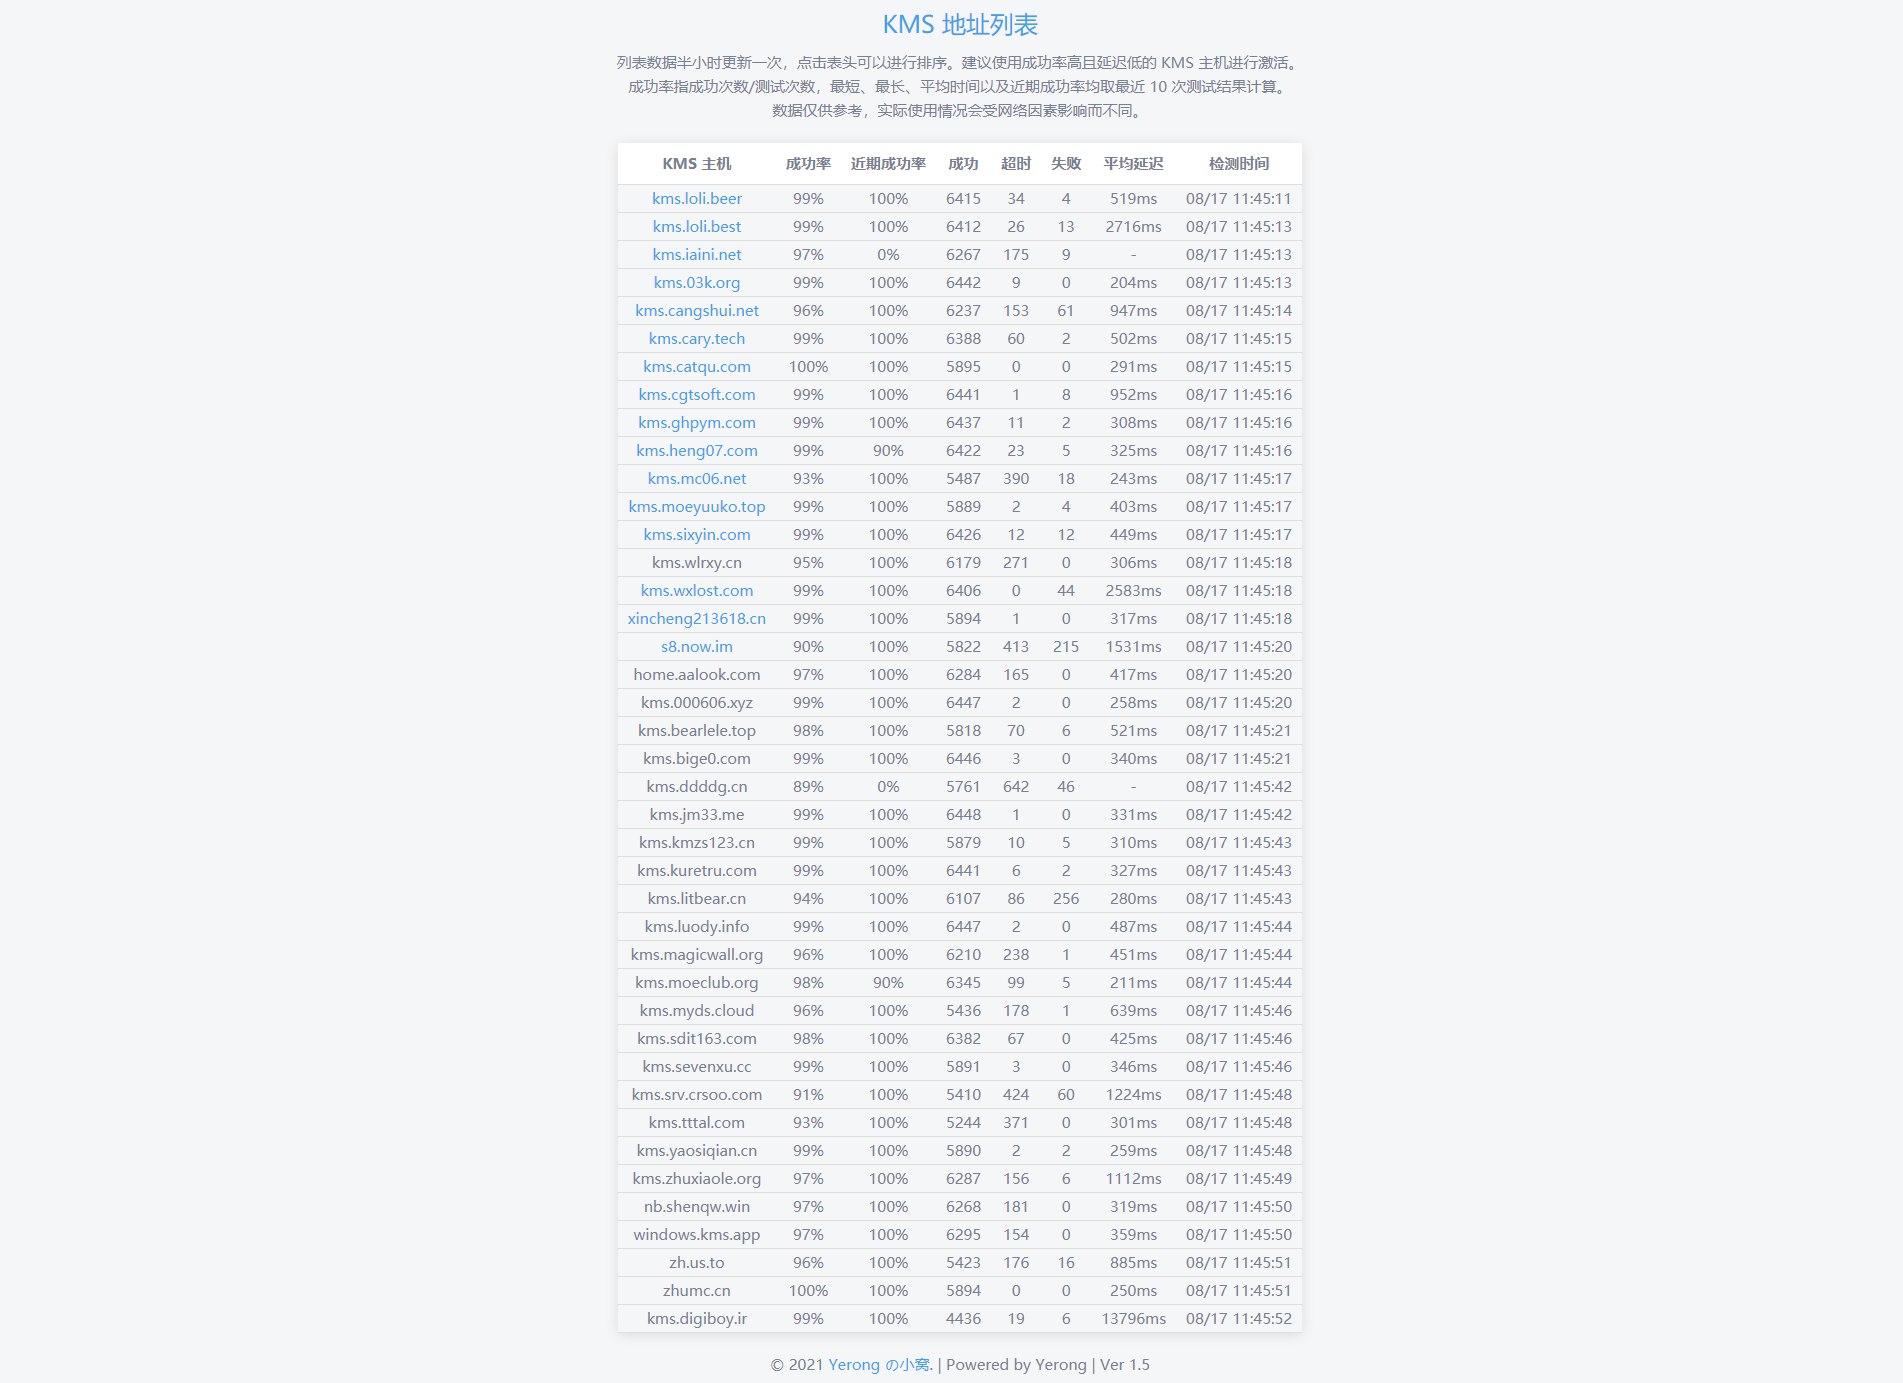 KMS 地址列表
列表数据半小时更新一次，点击表头可以进行排序。建议使用成功率高且延迟低的 KMS 主机进行激活。
成功率指成功次数/测试次数，最短、最长、平均时间以及近期成功率均取最近 10 次测试结果计算。
数据仅供参考，实际使用情况会受网络因素影响而不同。
KMS 主机 成功率 近期成功率 成功 超时 失败 平均延迟 检测时间
kms.loli.beer 99% 100% 6415 34 4 519ms 08/17 11:45:11
kms.loli.best 99% 100% 6412 26 13 2716ms 08/17 11:45:13
kms.iaini.net 97% 0% 6267 175 9 - 08/17 11:45:13
kms.03k.org 99% 100% 6442 9 0 204ms 08/17 11:45:13
kms.cangshui.net 96% 100% 6237 153 61 947ms 08/17 11:45:14
kms.cary.tech 99% 100% 6388 60 2 502ms 08/17 11:45:15
kms.catqu.com 100% 100% 5895 0 0 291ms 08/17 11:45:15
kms.cgtsoft.com 99% 100% 6441 1 8 952ms 08/17 11:45:16
kms.ghpym.com 99% 100% 6437 11 2 308ms 08/17 11:45:16
kms.heng07.com 99% 90% 6422 23 5 325ms 08/17 11:45:16
kms.mc06.net 93% 100% 5487 390 18 243ms 08/17 11:45:17
kms.moeyuuko.top 99% 100% 5889 2 4 403ms 08/17 11:45:17
kms.sixyin.com 99% 100% 6426 12 12 449ms 08/17 11:45:17
kms.wlrxy.cn 95% 100% 6179 271 0 306ms 08/17 11:45:18
kms.wxlost.com 99% 100% 6406 0 44 2583ms 08/17 11:45:18
xincheng213618.cn 99% 100% 5894 1 0 317ms 08/17 11:45:18
s8.now.im 90% 100% 5822 413 215 1531ms 08/17 11:45:20
home.aalook.com 97% 100% 6284 165 0 417ms 08/17 11:45:20
kms.000606.xyz 99% 100% 6447 2 0 258ms 08/17 11:45:20
kms.bearlele.top 98% 100% 5818 70 6 521ms 08/17 11:45:21
kms.bige0.com 99% 100% 6446 3 0 340ms 08/17 11:45:21
kms.ddddg.cn 89% 0% 5761 642 46 - 08/17 11:45:42
kms.jm33.me 99% 100% 6448 1 0 331ms 08/17 11:45:42
kms.kmzs123.cn 99% 100% 5879 10 5 310ms 08/17 11:45:43
kms.kuretru.com 99% 100% 6441 6 2 327ms 08/17 11:45:43
kms.litbear.cn 94% 100% 6107 86 256 280ms 08/17 11:45:43
kms.luody.info 99% 100% 6447 2 0 487ms 08/17 11:45:44
kms.magicwall.org 96% 100% 6210 238 1 451ms 08/17 11:45:44
kms.moeclub.org 98% 90% 6345 99 5 211ms 08/17 11:45:44
kms.myds.cloud 96% 100% 5436 178 1 639ms 08/17 11:45:46
kms.sdit163.com 98% 100% 6382 67 0 425ms 08/17 11:45:46
kms.sevenxu.cc 99% 100% 5891 3 0 346ms 08/17 11:45:46
kms.srv.crsoo.com 91% 100% 5410 424 60 1224ms 08/17 11:45:48
kms.tttal.com 93% 100% 5244 371 0 301ms 08/17 11:45:48
kms.yaosiqian.cn 99% 100% 5890 2 2 259ms 08/17 11:45:48
kms.zhuxiaole.org 97% 100% 6287 156 6 1112ms 08/17 11:45:49
nb.shenqw.win 97% 100% 6268 181 0 319ms 08/17 11:45:50
windows.kms.app 97% 100% 6295 154 0 359ms 08/17 11:45:50
zh.us.to 96% 100% 5423 176 16 885ms 08/17 11:45:51
zhumc.cn 100% 100% 5894 0 0 250ms 08/17 11:45:51
kms.digiboy.ir 99% 100% 4436 19 6 13796ms 08/17 11:45:52
© 2021 Yerong の小窝. | Powered by Yerong | Ver 1.5